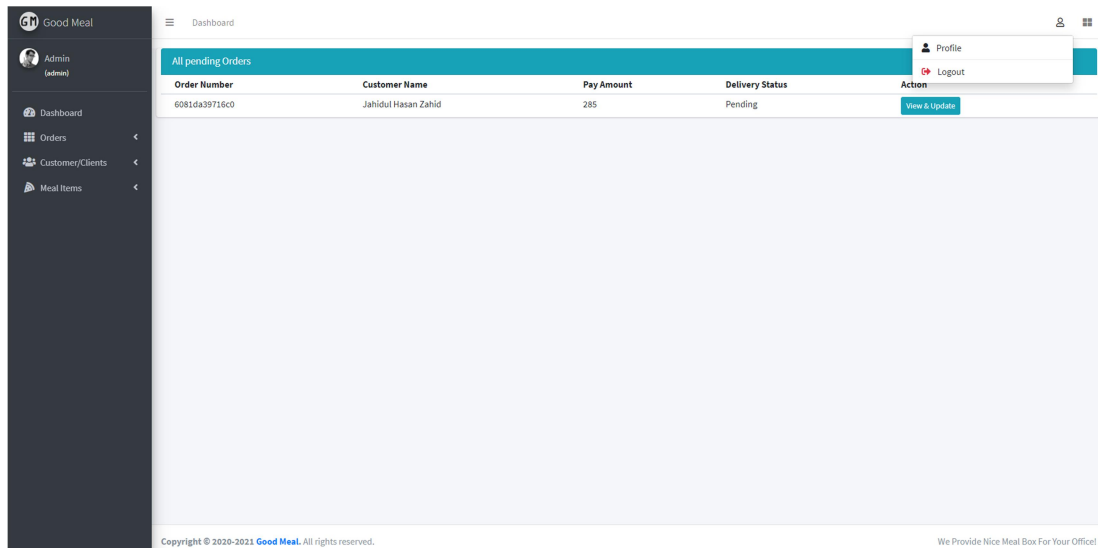 GM Good Meal
Dashboard
Admin
(admin)
Dashboard
Orders
Customer/Clients
Meal Items
Profile
Logout
All pending Orders
Order Number Customer Name Pay Amount Delivery Status Action
6081da39716c0 Jahidul Hasan Zahid 285 Pending View & Update
Copyright © 2020-2021 Good Meal. All rights reserved. We Provide Nice Meal Box For Your Office!